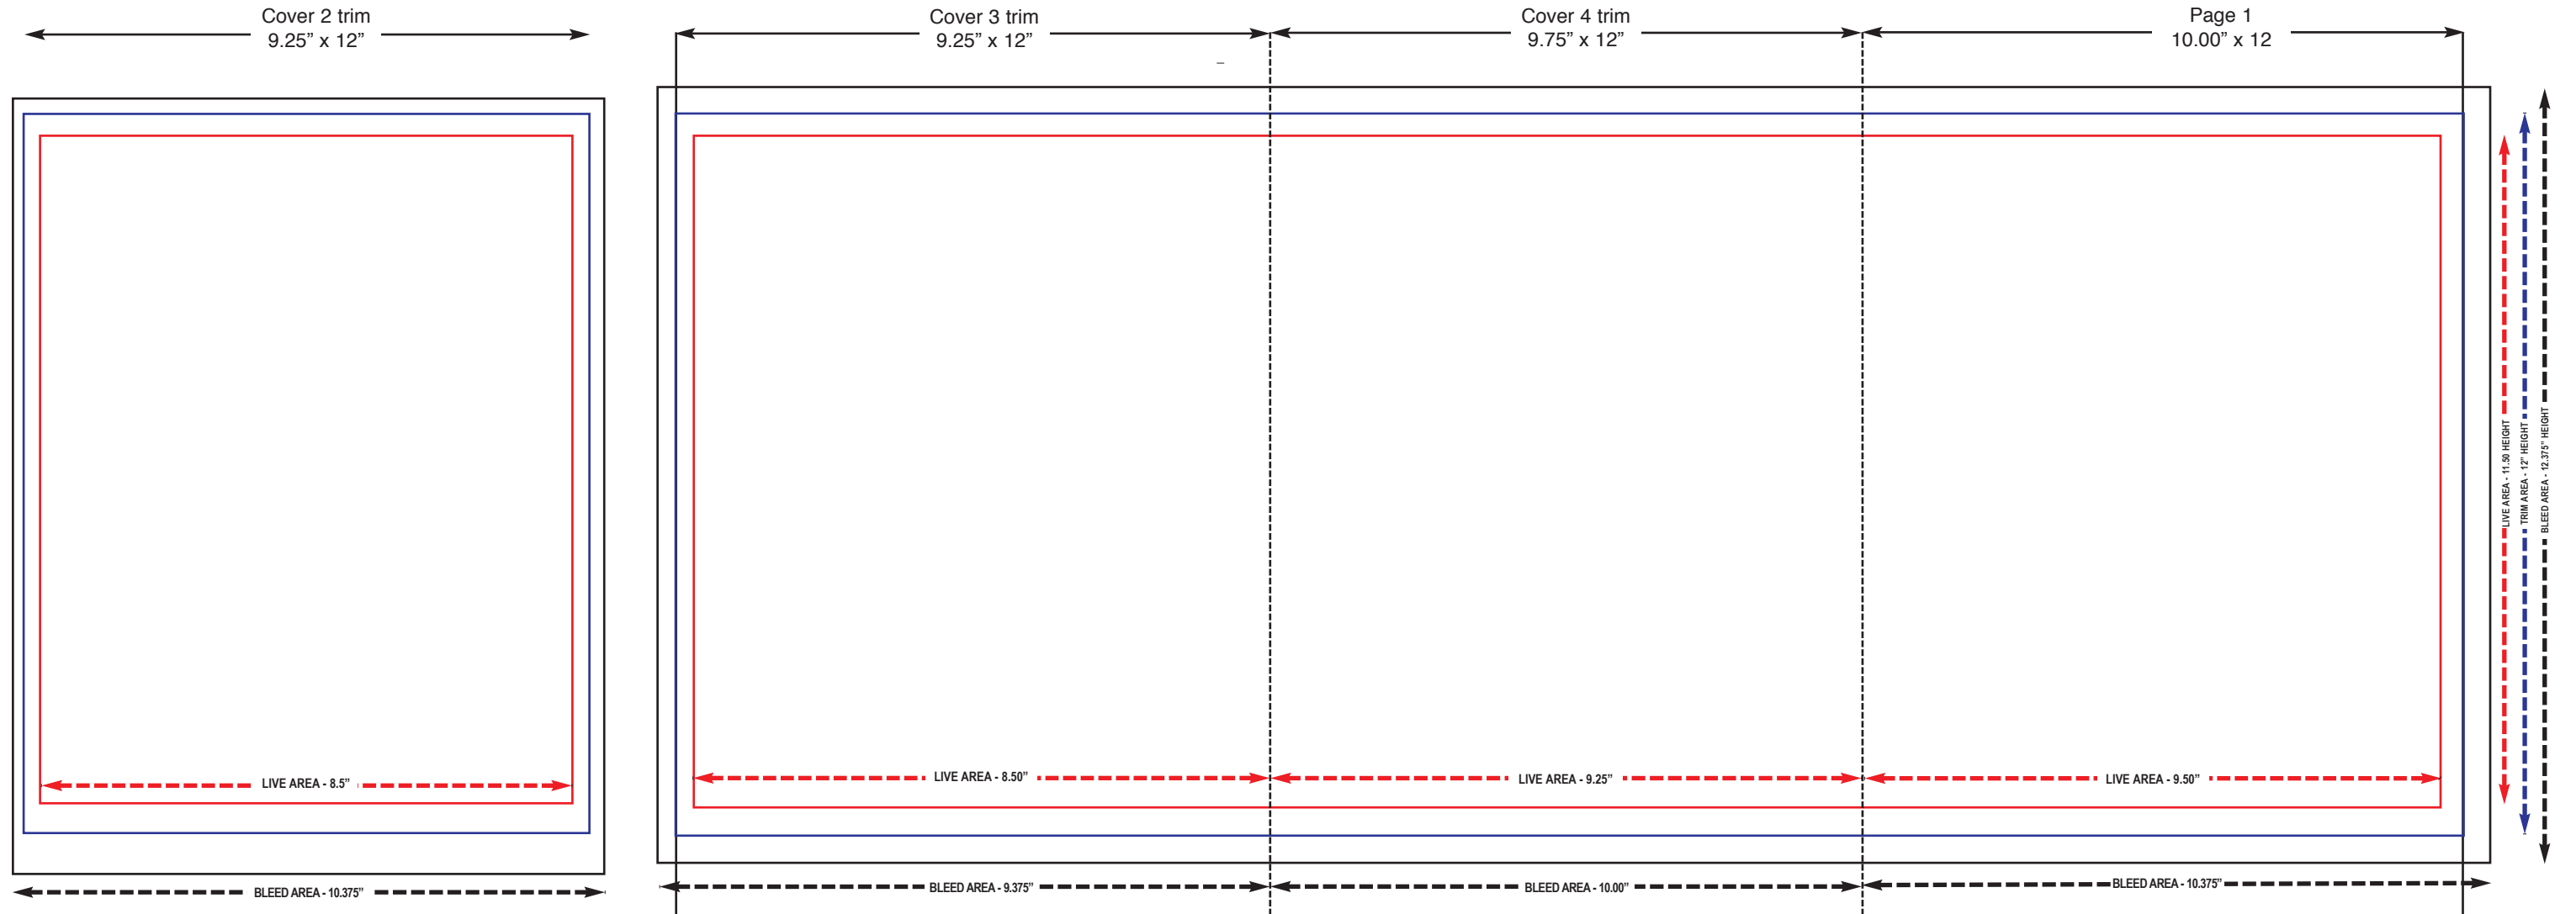 Cover 2 trim
9.25” x 12”
Cover 3 trim
9.25” x 12”
Cover 4 trim
9.75” x 12”
Page 1
10.00” x 12
LIVE AREA - 8.5”
BLEED AREA - 10.375”
LIVE AREA - 8.50”
LIVE AREA - 9.25”
LIVE AREA - 9.50”
BLEED AREA - 9.375”
BLEED AREA - 10.00”
BLEED AREA - 10.375”
LIVE AREA - 11.50 HEIGHT
TRIM AREA - 12” HEIGHT
BLEED AREA - 12.375” HEIGHT